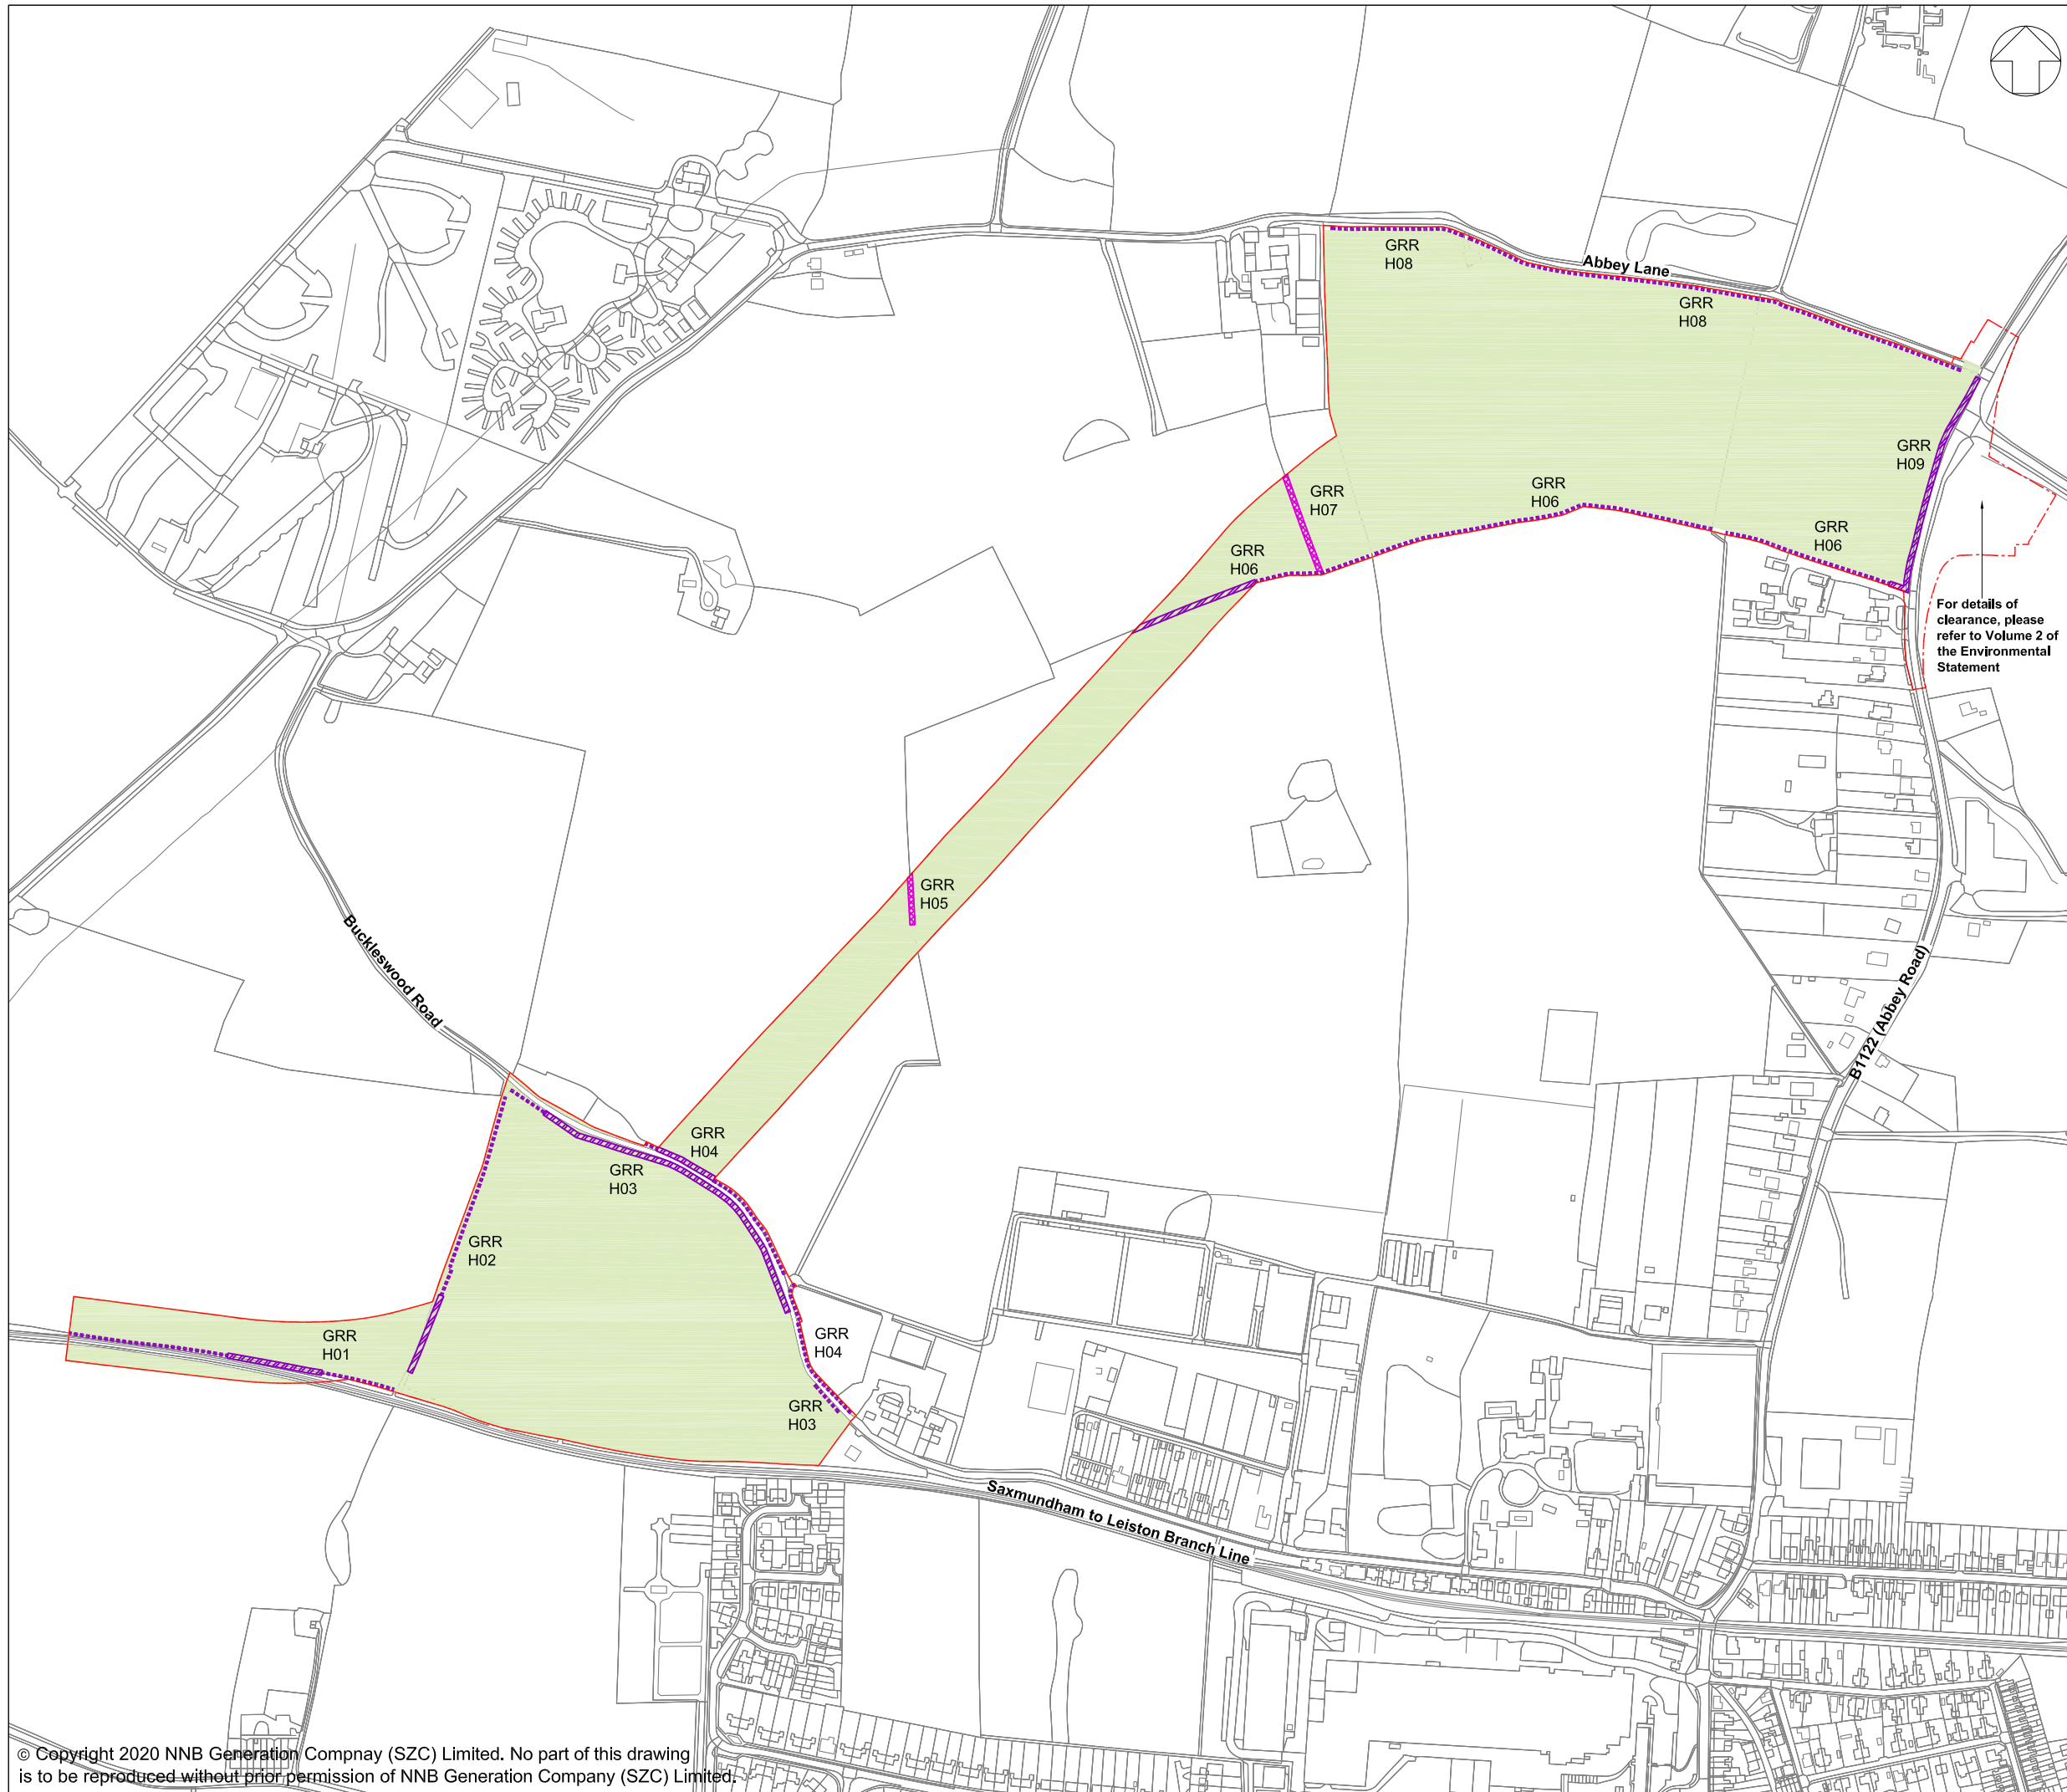 GRR
H08
Abbey Lane
GRR
H08
GRR
H09
GRR
H07
GRR
H06
GRR
H06
GRR
H06
For details of
clearance, please
refer to Volume 2 of
the Environmental
Statement
GRR
H05
Buckleswood Road
B1122 (Abbey Road)
GRR
H04
GRR
H03
GRR
H02
GRR
H01
GRR
H04
GRR
H03
Saxmundham to Leiston Branch Line
© Copyright 2020 NNB Generation Compnay (SZC) Limited. No part of this drawing
is to be reproduced without prior permission of NNB Generation Company (SZC) Limited.